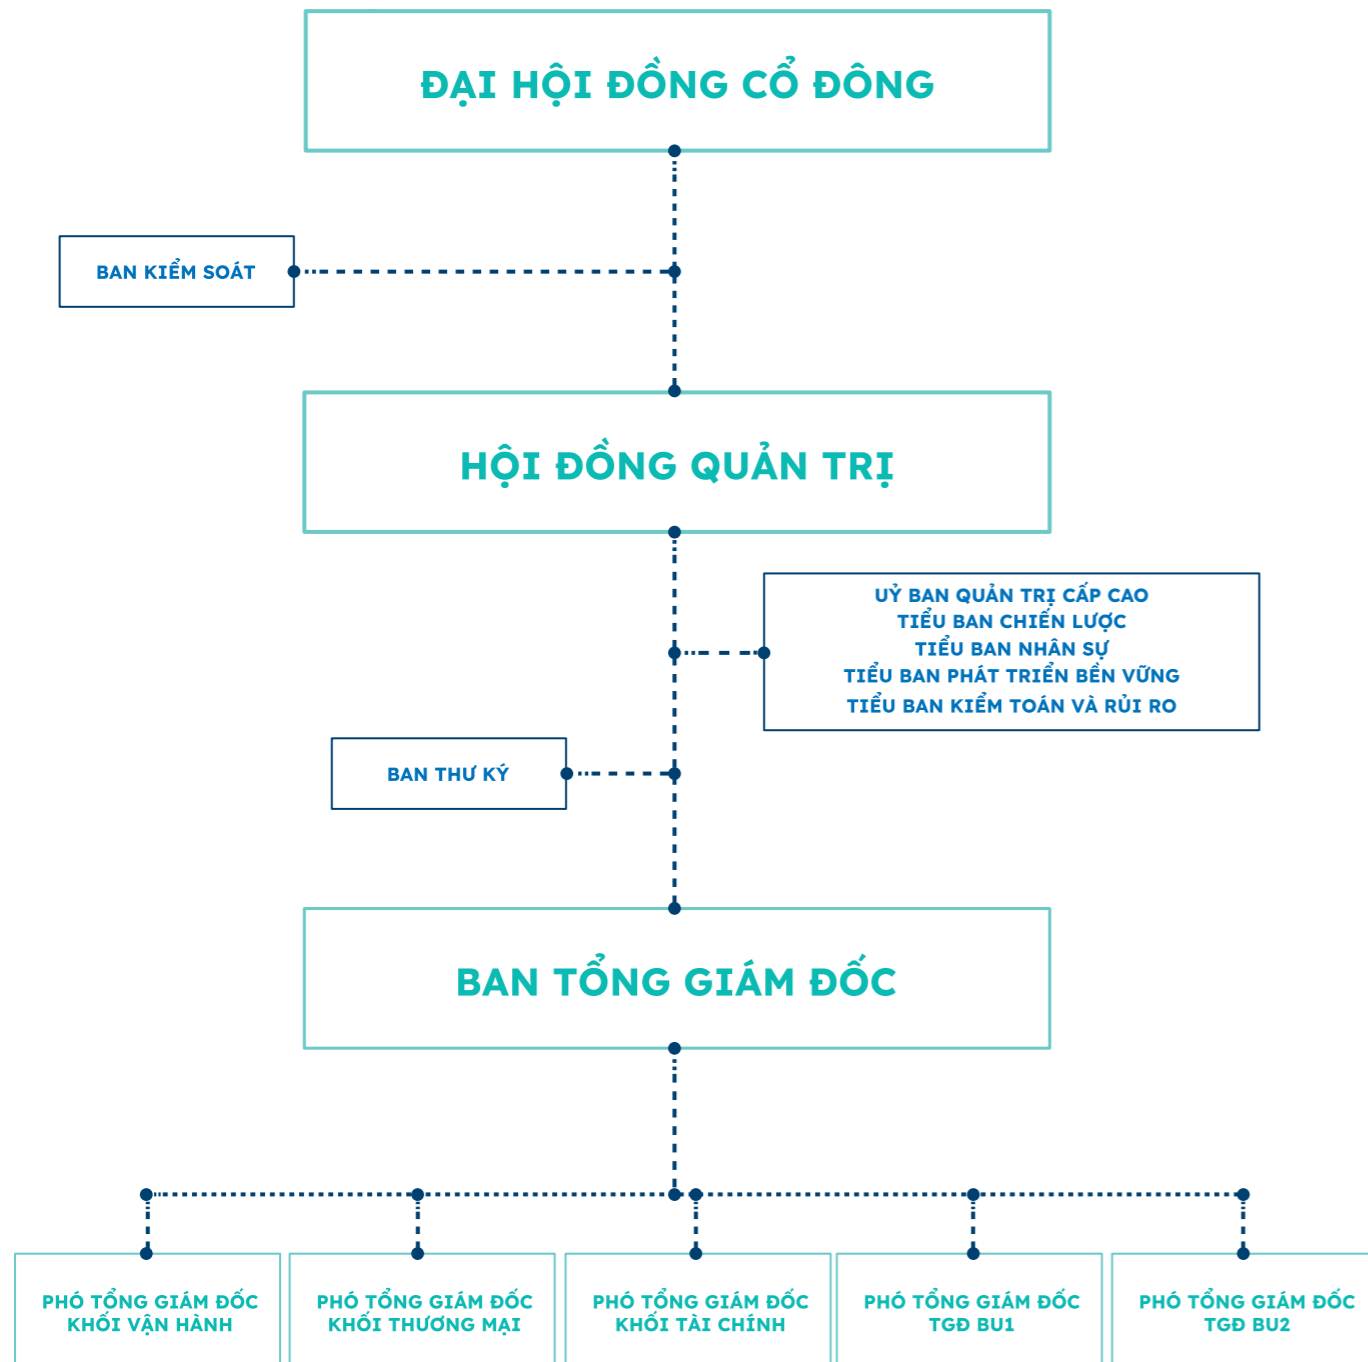 ĐẠI HỘI ĐỒNG CỔ ĐÔNG
BAN KIỂM SOÁT
HỘI ĐỒNG QUẢN TRỊ
UỶ BAN QUẢN TRỊ CẤP CAO
TIỂU BAN CHIẾN LƯỢC
TIỂU BAN NHÂN SỰ
TIỂU BAN PHÁT TRIỂN BỀN VỮNG
TIỂU BAN KIỂM TOÁN VÀ RỦI RO
BAN THƯ KÝ
BAN TỔNG GIÁM ĐỐC
PHÓ TỔNG GIÁM ĐỐC
KHỐI VẬN HÀNH
PHÓ TỔNG GIÁM ĐỐC
KHỐI THƯƠNG MẠI
PHÓ TỔNG GIÁM ĐỐC
KHỐI TÀI CHÍNH
PHÓ TỔNG GIÁM ĐỐC
TGĐ BU1
PHÓ TỔNG GIÁM ĐỐC
TGĐ BU2